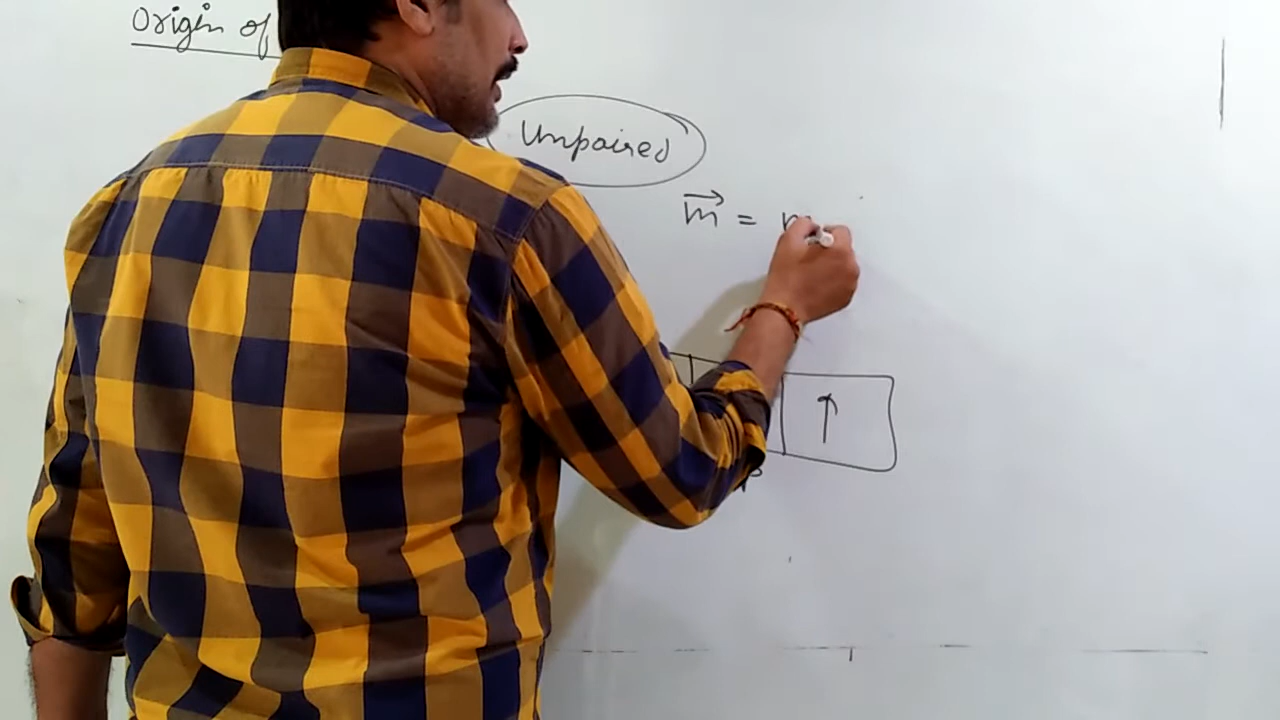 Origin of
Unpaired
m⃗ = m
↑